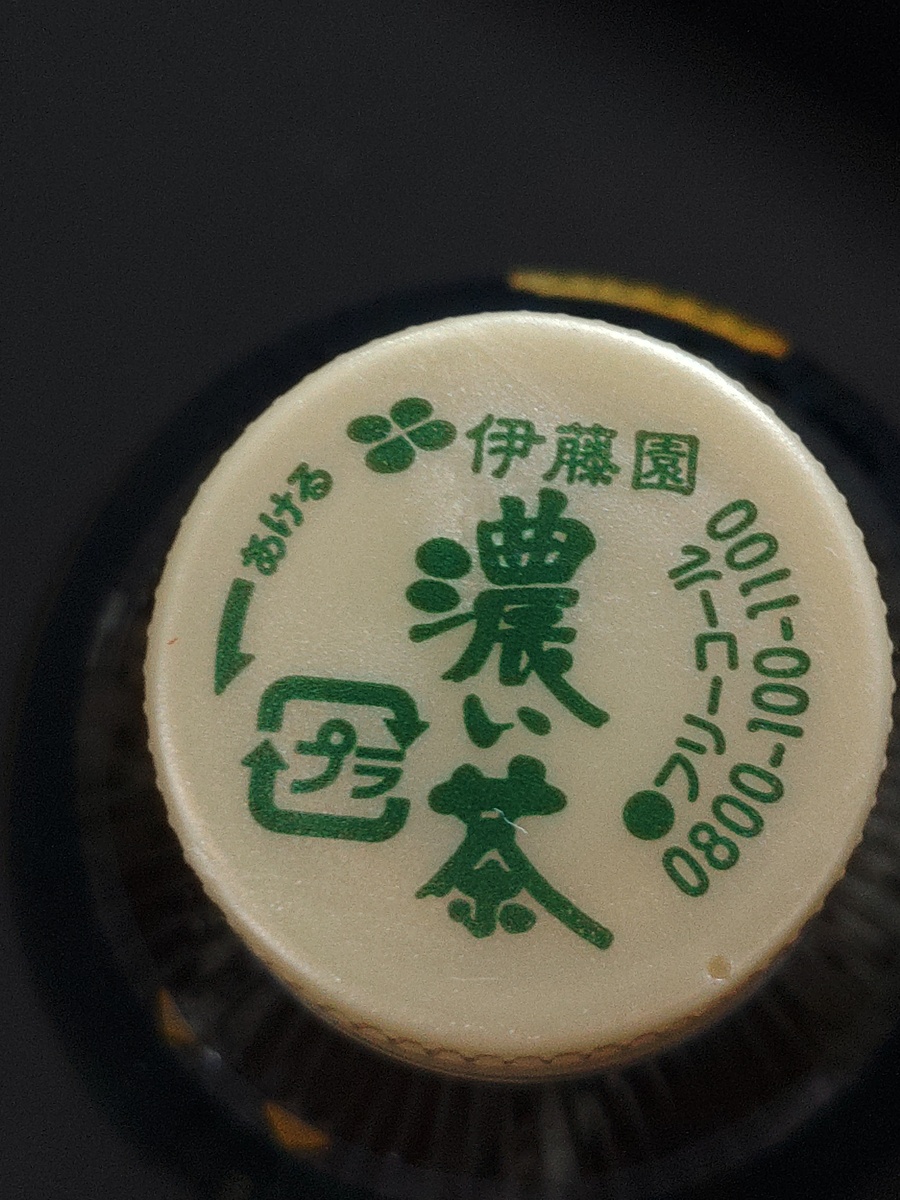 伊藤園
濃い茶
あける
プラ
フリーコール
0800-100-1100